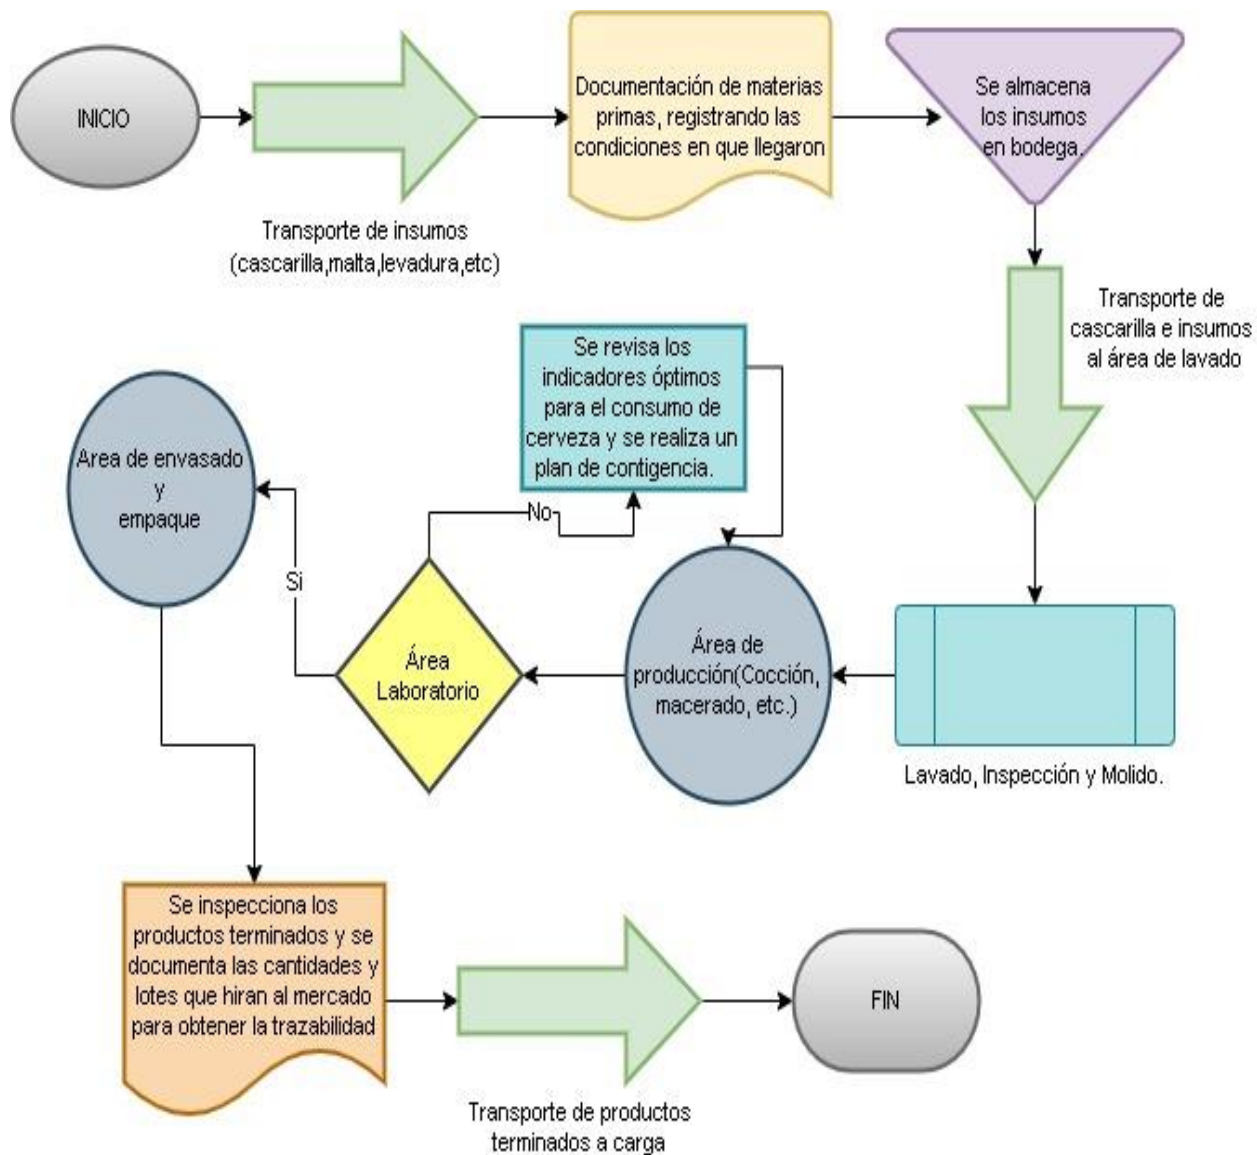 INICIO
Transporte de insumos
(cascarilla,malta,levadura,etc)
Documentación de materias
primas, registrando las
condiciones en que llegaron
Se almacena
los insumos
en bodega.
Transporte de
cascarilla e insumos
al área de lavado
Lavado, Inspección y Molido.
Área de
producción(Cocción,
macerado, etc.)
Área
Laboratorio
No
Se revisa los
indicadores óptimos
para el consumo de
cerveza y se realiza un
plan de contigencia.
Si
Area de envasado
y
empaque
Se inspecciona los
productos terminados y se
documenta las cantidades y
lotes que hiran al mercado
para obtener la trazabilidad
Transporte de productos
terminados a carga
FIN